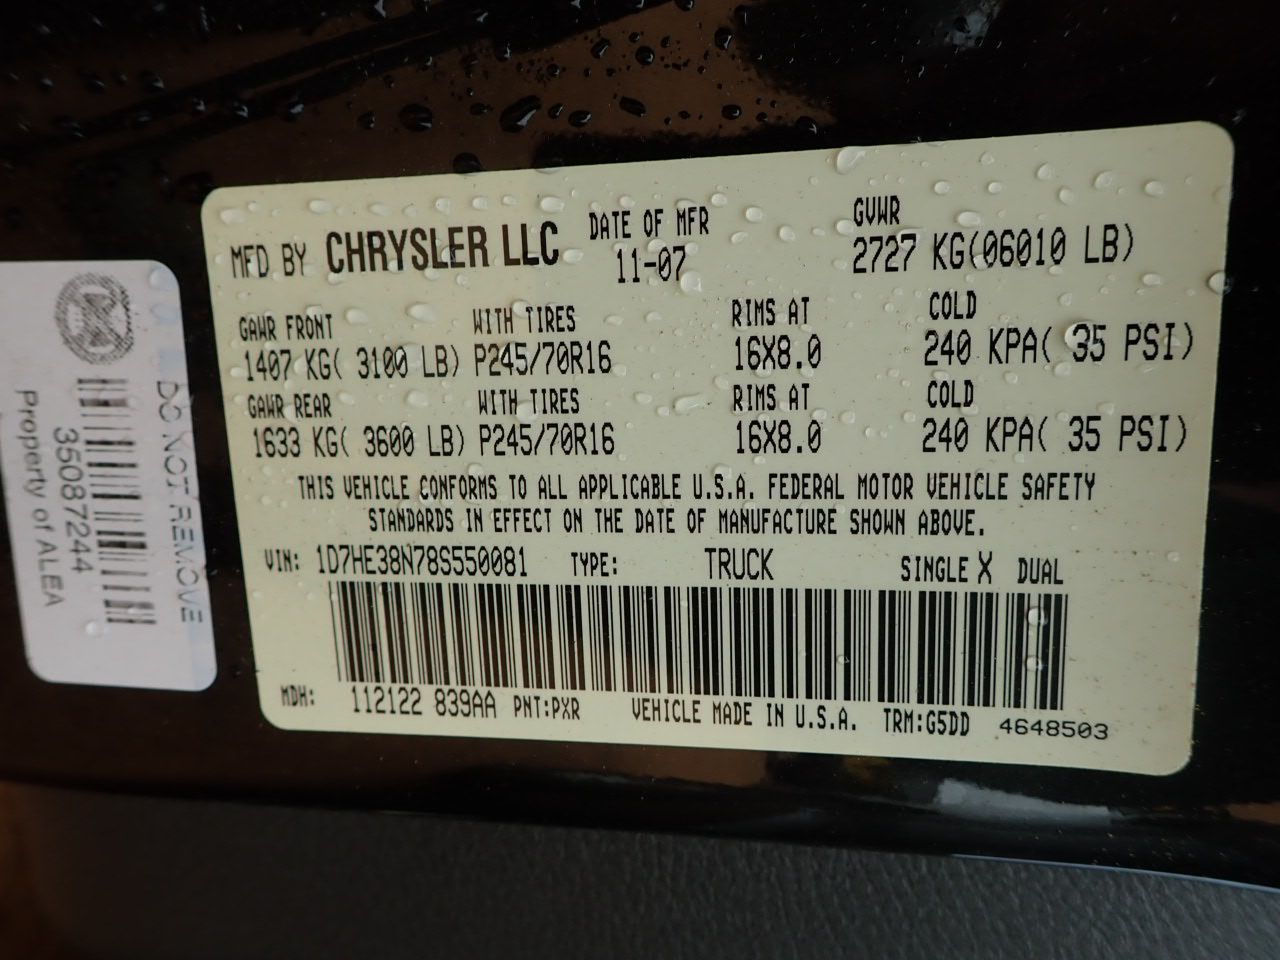 MFD BY CHRYSLER LLC DATE OF MFR GVWR
11-07 2727 KG(06010 LB)
GAWR FRONT WITH TIRES RIMS AT COLD
1407 KG( 3100 LB) P245/70R16 16X8.0 240 KPA( 35 PSI)
GAWR REAR WITH TIRES RIMS AT COLD
1633 KG( 3600 LB) P245/70R16 16X8.0 240 KPA( 35 PSI)
THIS VEHICLE CONFORMS TO ALL APPLICABLE U.S.A. FEDERAL MOTOR VEHICLE SAFETY
STANDARDS IN EFFECT ON THE DATE OF MANUFACTURE SHOWN ABOVE.
VIN: 1D7HE38N78S550081 TYPE: TRUCK SINGLE X DUAL
MDH: 112122 839AA PNT:PXR VEHICLE MADE IN U.S.A. TRM:G5DD 4648503
DO NOT REMOVE
35087244
Property of ALEA